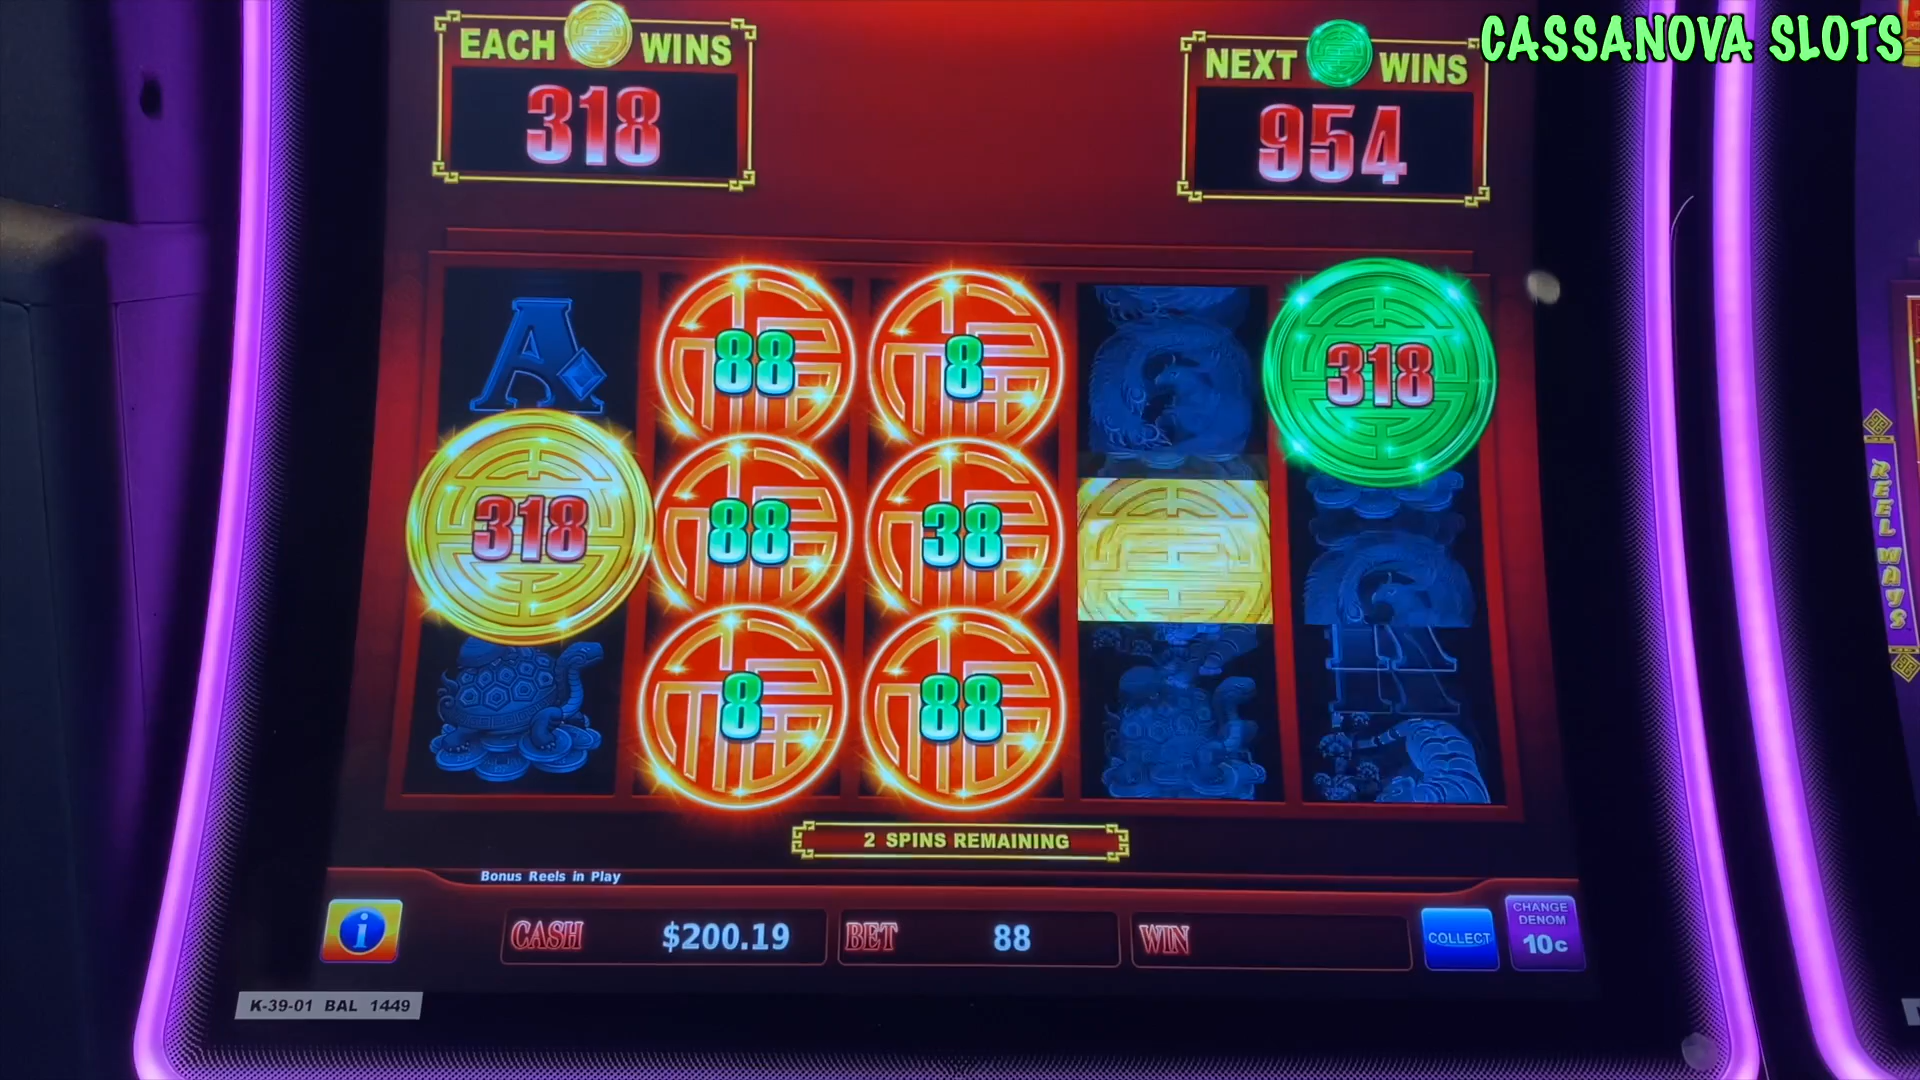 CASSANOVA SLOTS
EACH WINS
318
NEXT WINS
954
A
88
8
318
318
88
38
8
88
2 SPINS REMAINING
Bonus Reels in Play
CASH $200.19
BET 88
WIN
COLLECT
CHANGE
DENOM
10c
K-39-01 BAL 1449
REEL WAYS